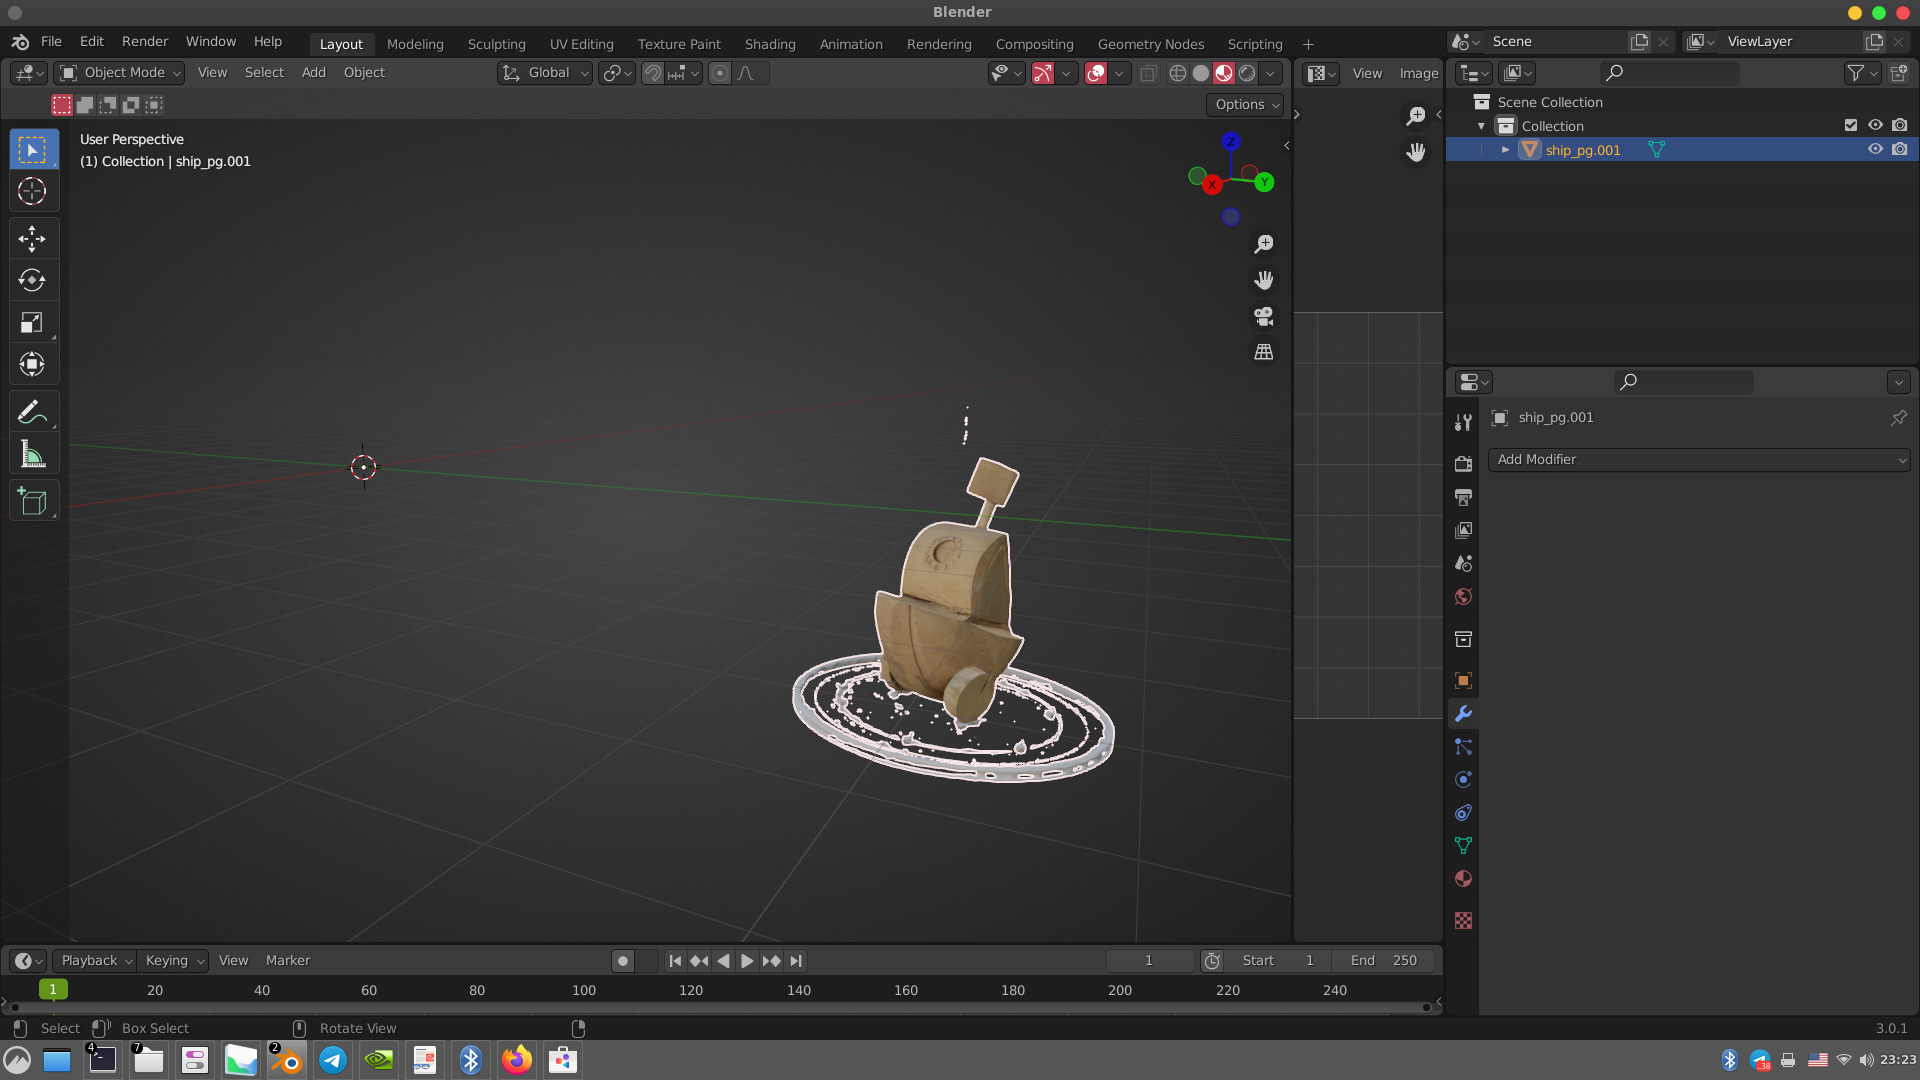 Blender
File Edit Render Window Help Layout Modeling Sculpting UV Editing Texture Paint Shading Animation Rendering Compositing Geometry Nodes Scripting + Scene ViewLayer
Object Mode View Select Add Object Global View Image
Options
User Perspective
(1) Collection | ship_pg.001
Z
X
Y
Scene Collection
Collection
ship_pg.001
ship_pg.001
Add Modifier
Playback Keying View Marker 1 Start 1 End 250
1 20 40 60 80 100 120 140 160 180 200 220 240
Select Box Select Rotate View 3.0.1
4 7 2 38 23:23